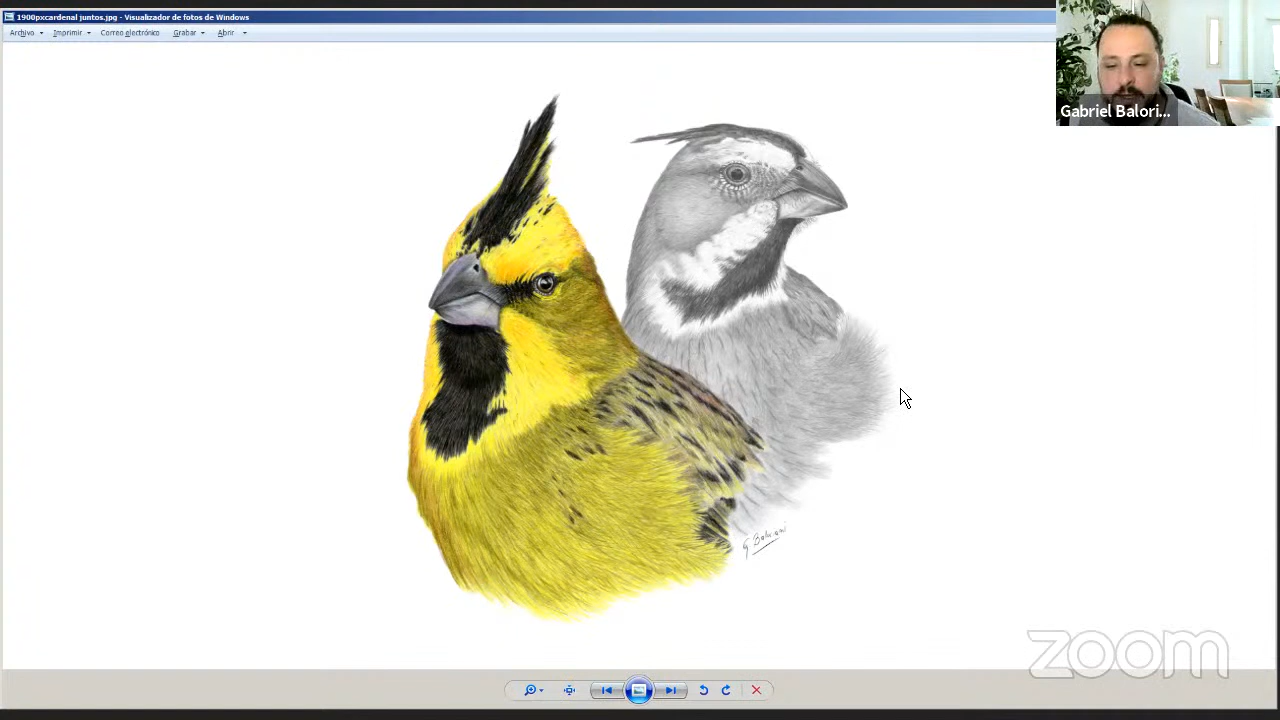 1900pxcardenal juntos.jpg - Visualizador de fotos de Windows
Archivo Imprimir Correo electrónico Grabar Abrir
Gabriel Balori...
zoom